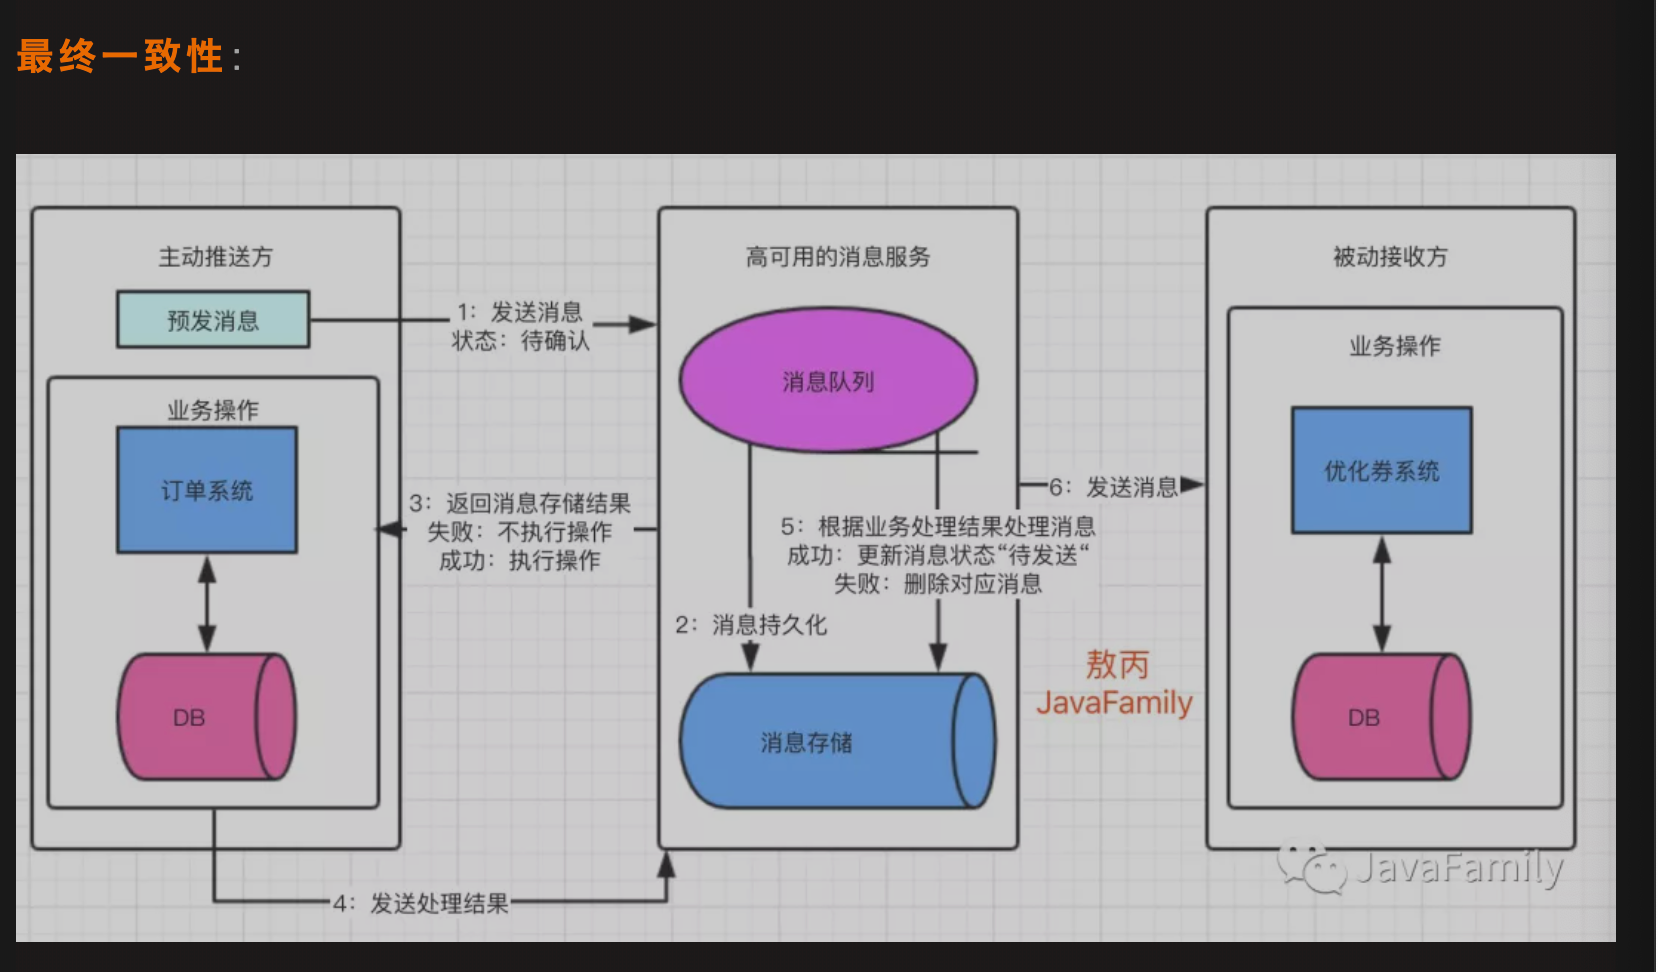 最终一致性：
主动推送方
预发消息
1：发送消息
状态：待确认
业务操作
订单系统
DB
3：返回消息存储结果
失败：不执行操作
成功：执行操作
4：发送处理结果
高可用的消息服务
消息队列
2：消息持久化
5：根据业务处理结果处理消息
成功：更新消息状态“待发送“
失败：删除对应消息
消息存储
6：发送消息
敖丙
JavaFamily
被动接收方
业务操作
优化券系统
DB
JavaFamily